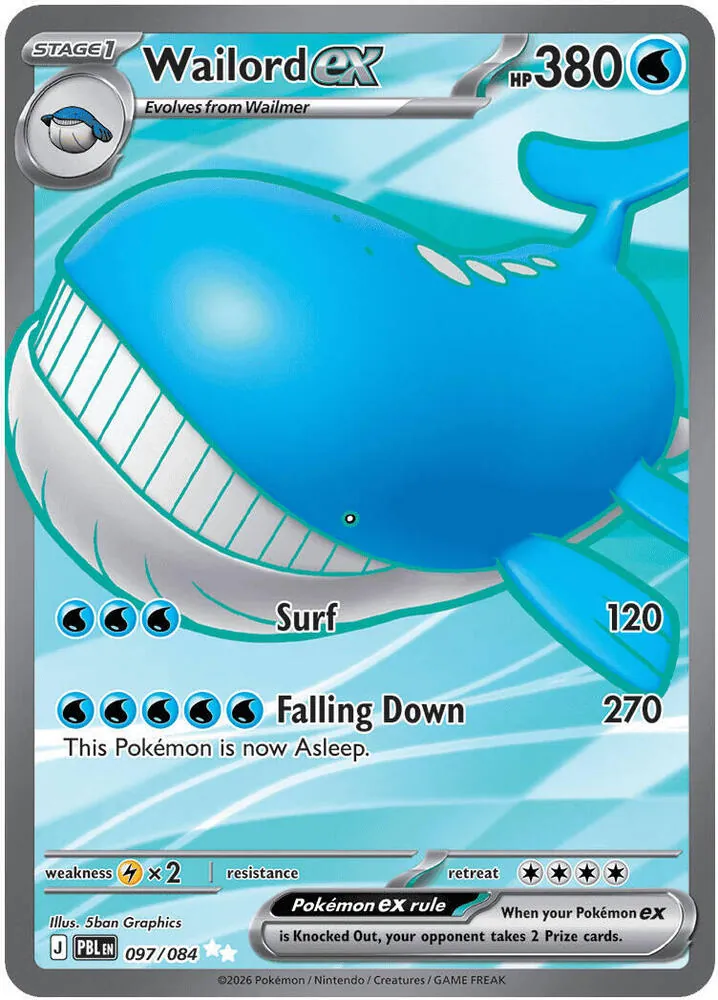 STAGE1
Wailord ex
HP380
Evolves from Wailmer
Surf 120
Falling Down 270
This Pokémon is now Asleep.
weakness ×2 resistance retreat
Illus. 5ban Graphics
Pokémon ex rule
When your Pokémon ex
is Knocked Out, your opponent takes 2 Prize cards.
J PBL EN 097/084
©2026 Pokémon / Nintendo / Creatures / GAME FREAK